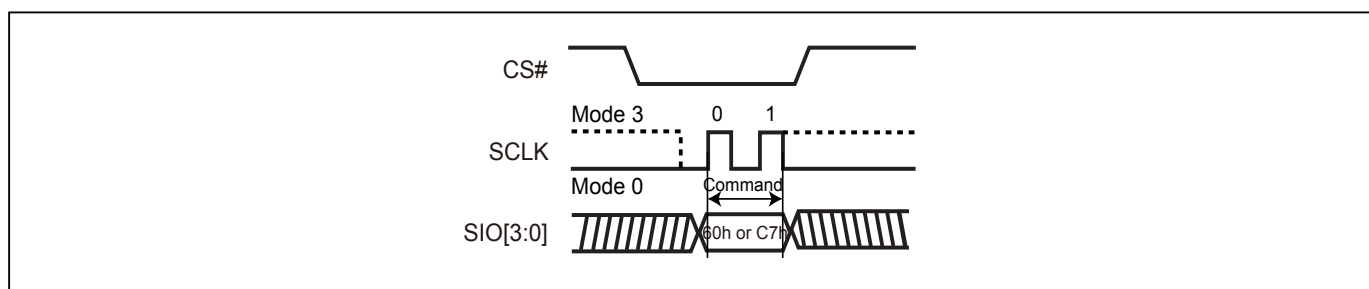 CS#
Mode 3 0 1
SCLK
Mode 0 Command
SIO[3:0] 60h or C7h